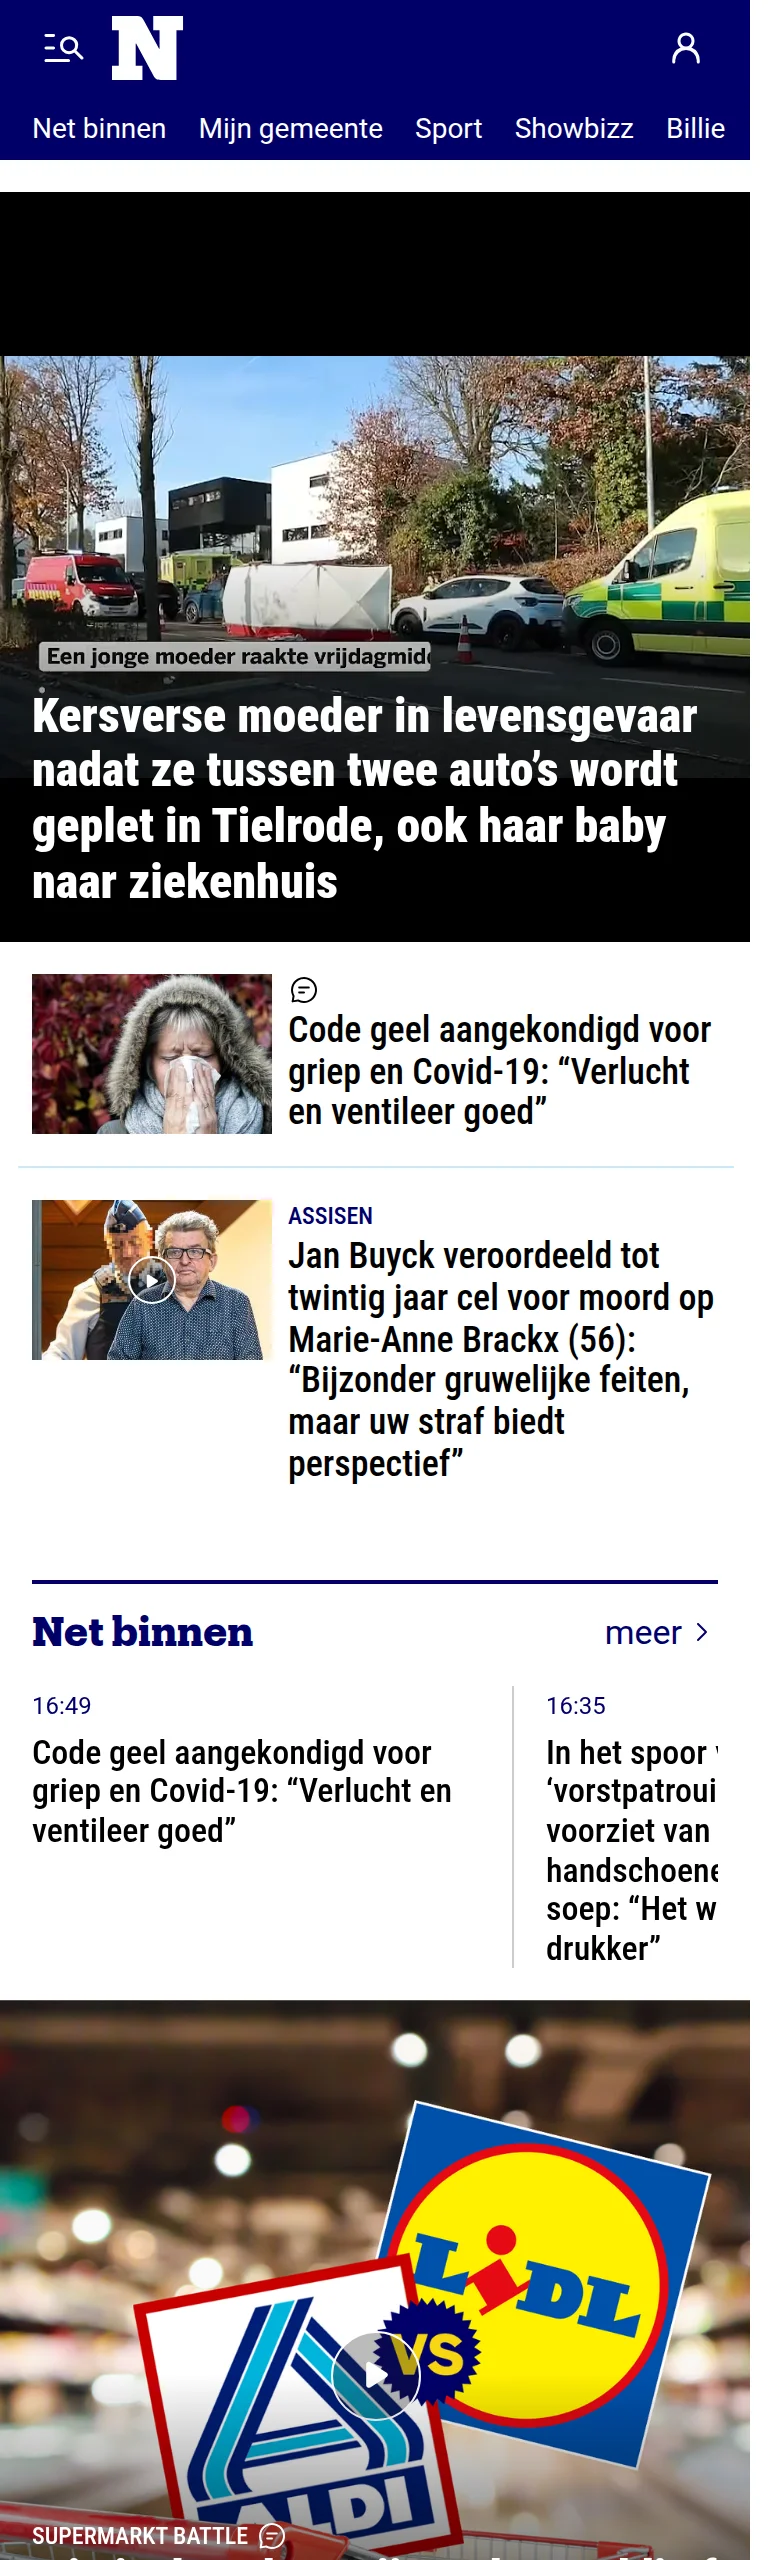 N
Net binnen Mijn gemeente Sport Showbizz Billie
Een jonge moeder raakte
Kersverse moeder in levensgevaar
nadat ze tussen twee auto’s wordt
geplet in Tielrode, ook haar baby
naar ziekenhuis
Code geel aangekondigd voor
griep en Covid-19: “Verlucht
en ventileer goed”
ASSISEN
Jan Buyck veroordeeld tot
twintig jaar cel voor moord op
Marie-Anne Brackx (56):
“Bijzonder gruwelijke feiten,
maar uw straf biedt
perspectief”
Net binnen
meer
16:49
Code geel aangekondigd voor
griep en Covid-19: “Verlucht en
ventileer goed”
16:35
In het spoor
voorziet van
soep: “Het
drukker”
LIDL
VS
ALDI
SUPERMARKT BATTLE